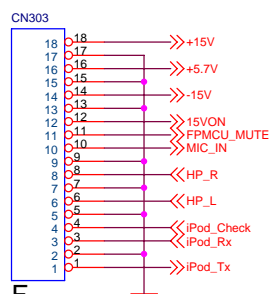 CN303
18 18 +15V
17 17
16 16 +5.7V
15 15
14 14 -15V
13 13
12 12 15VON
11 11 FPMCU_MUTE
10 10 MIC_IN
9 9
8 8 HP_R
7 7
6 6 HP_L
5 5
4 4 iPod_Check
3 3 iPod_Rx
2 2
1 1 iPod_Tx